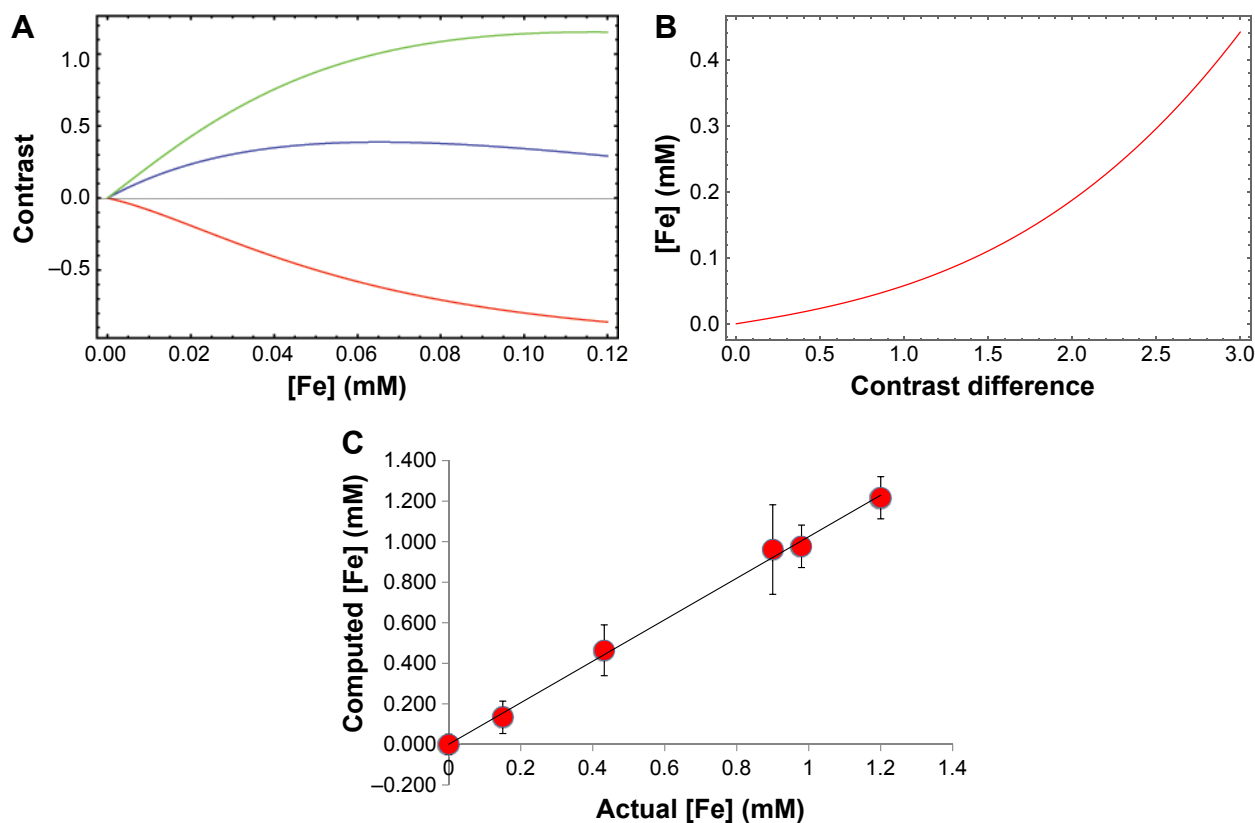 A
1.0
0.5
0.0
–0.5
Contrast
0.00 0.02 0.04 0.06 0.08 0.10 0.12
[Fe] (mM)
B
0.4
0.3
0.2
0.1
0.0
[Fe] (mM)
0.0 0.5 1.0 1.5 2.0 2.5 3.0
Contrast difference
C
1.400
1.200
1.000
0.800
0.600
0.400
0.200
0.000
–0.200
Computed [Fe] (mM)
0 0.2 0.4 0.6 0.8 1 1.2 1.4
Actual [Fe] (mM)